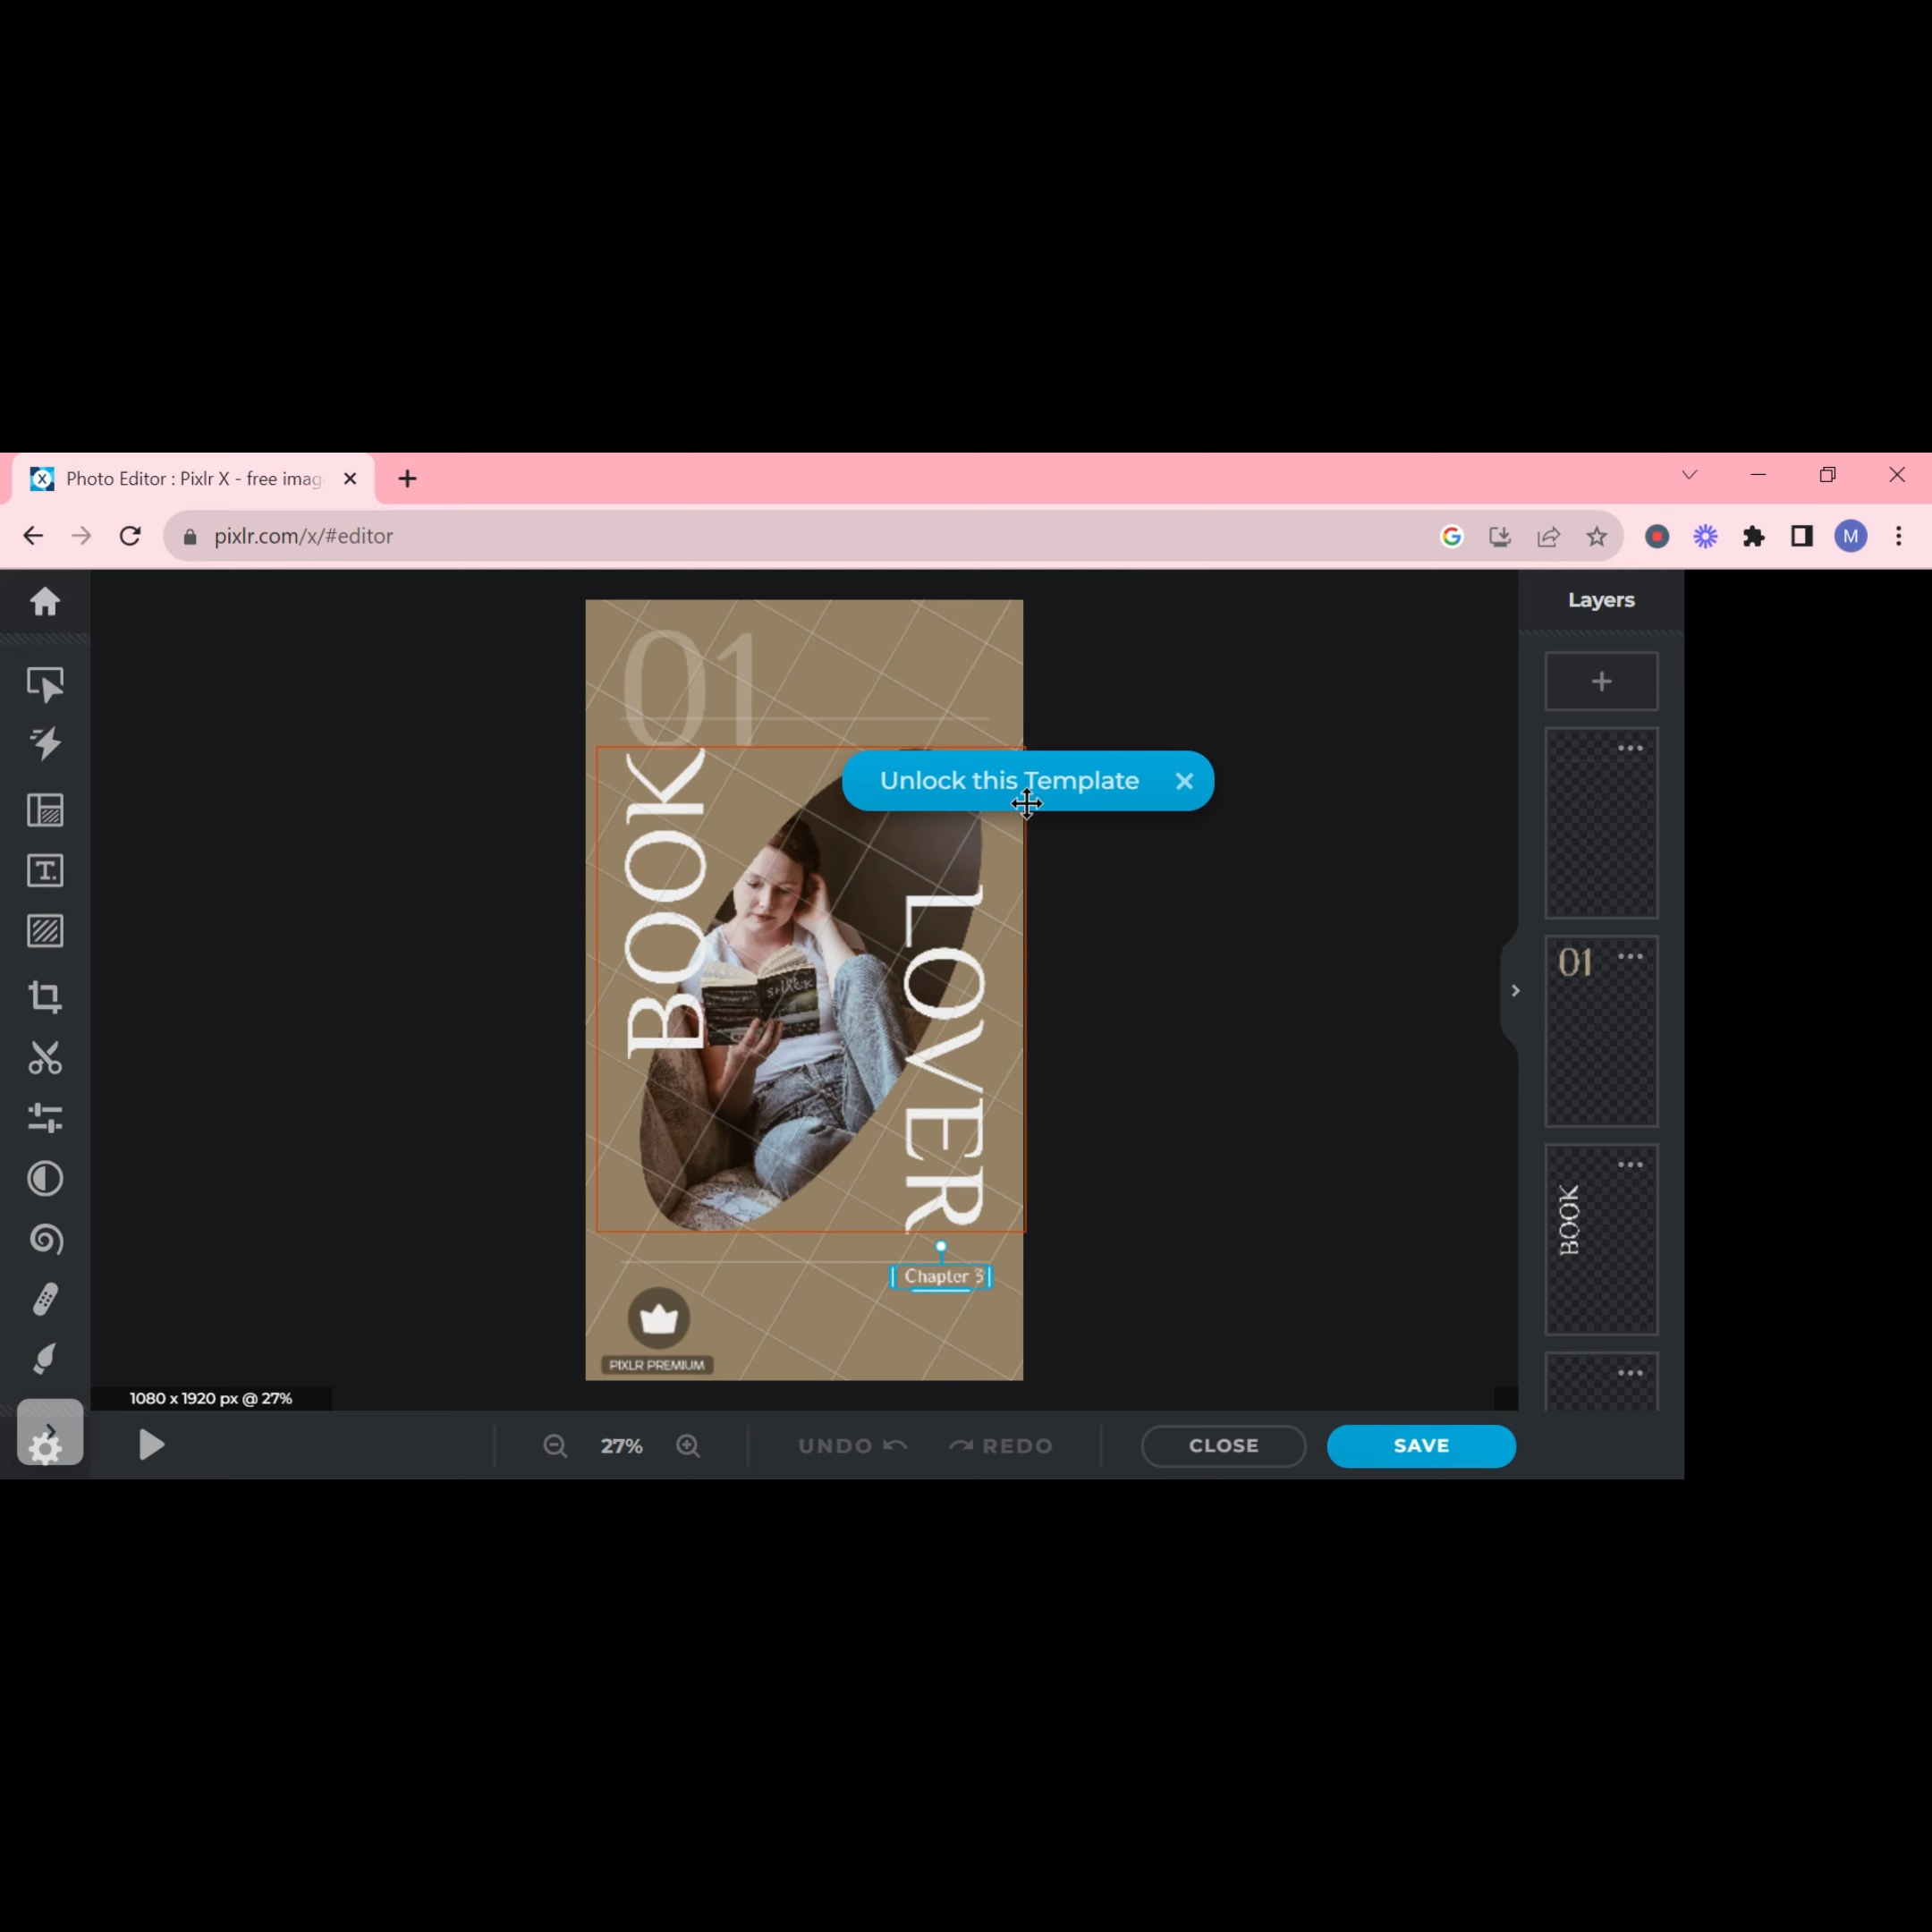 Photo Editor : Pixlr X - free imag
pixlr.com/x/#editor
M
Layers
01
Unlock this Template
BOOK
LOVER
SHACK
Chapter 3
PIXLR PREMIUM
01
BOOK
T.
1080 x 1920 px @ 27%
27%
UNDO
REDO
CLOSE
SAVE